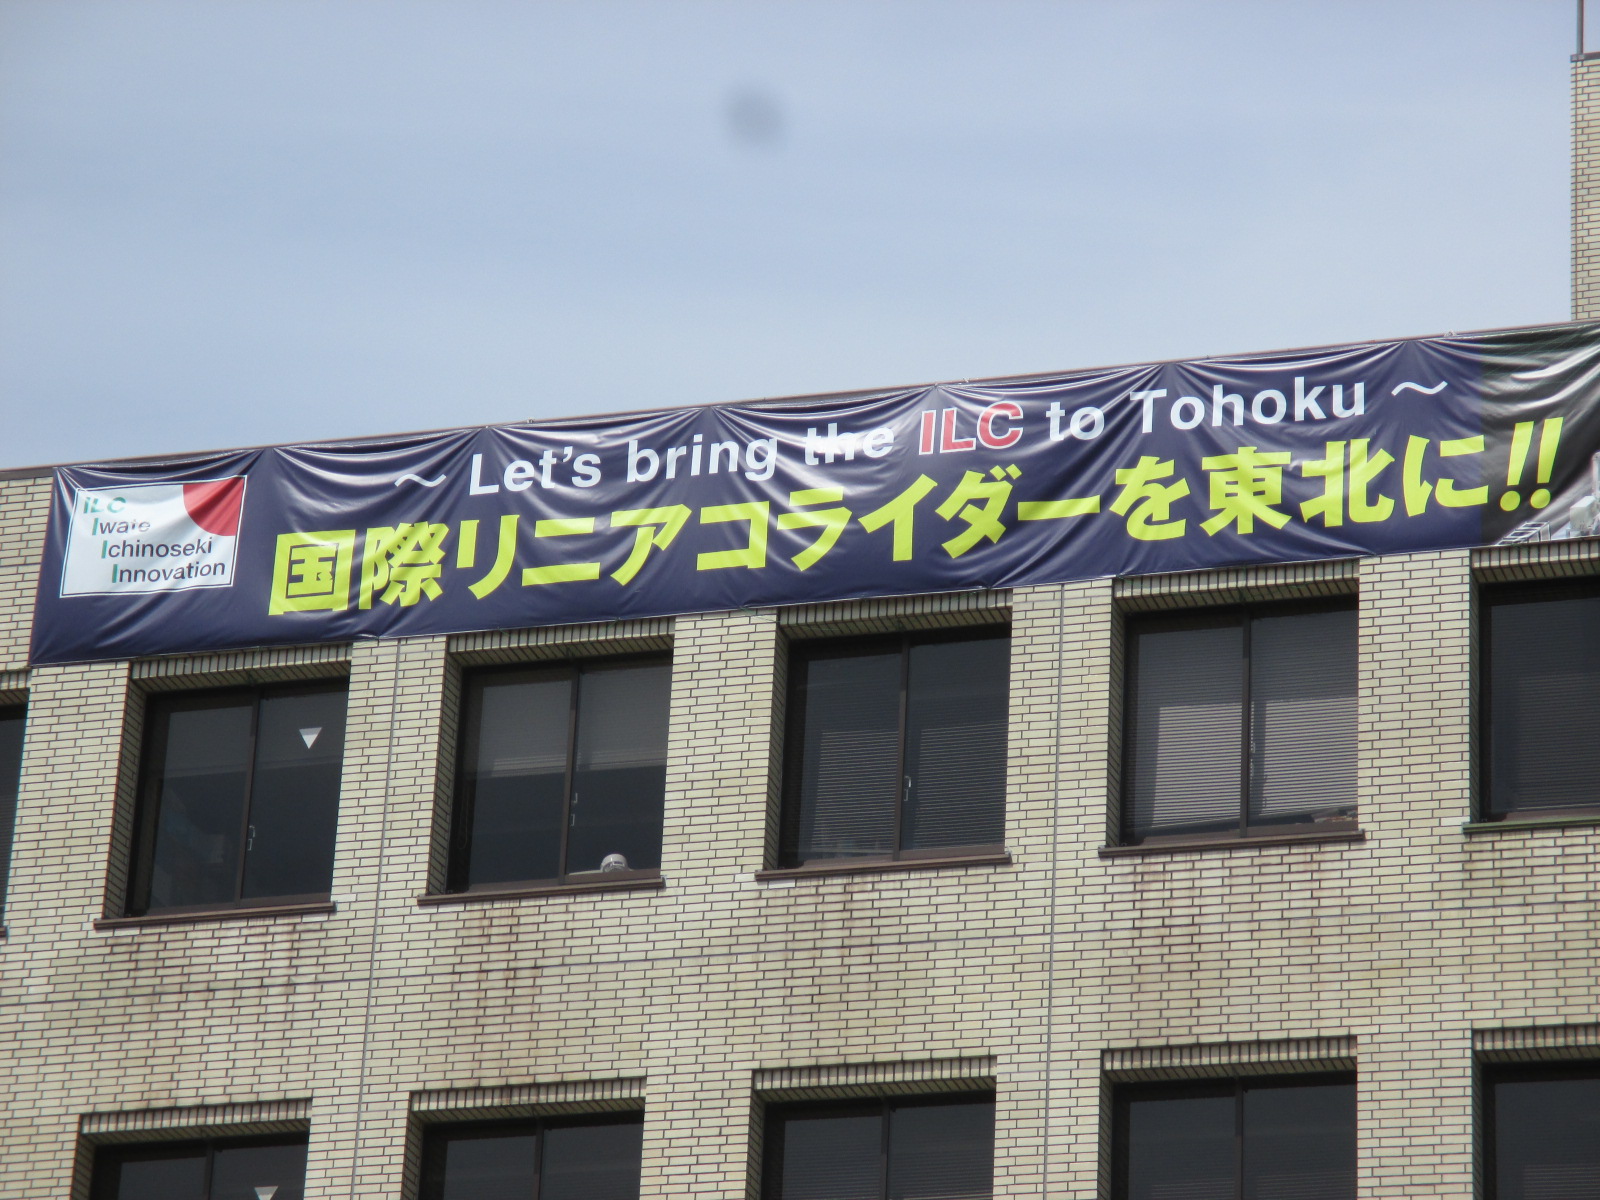 ~ Let's bring the ILC to Tohoku ~
国際リニアコライダーを東北に!!
ILC
Iwate
Ichinoseki
Innovation